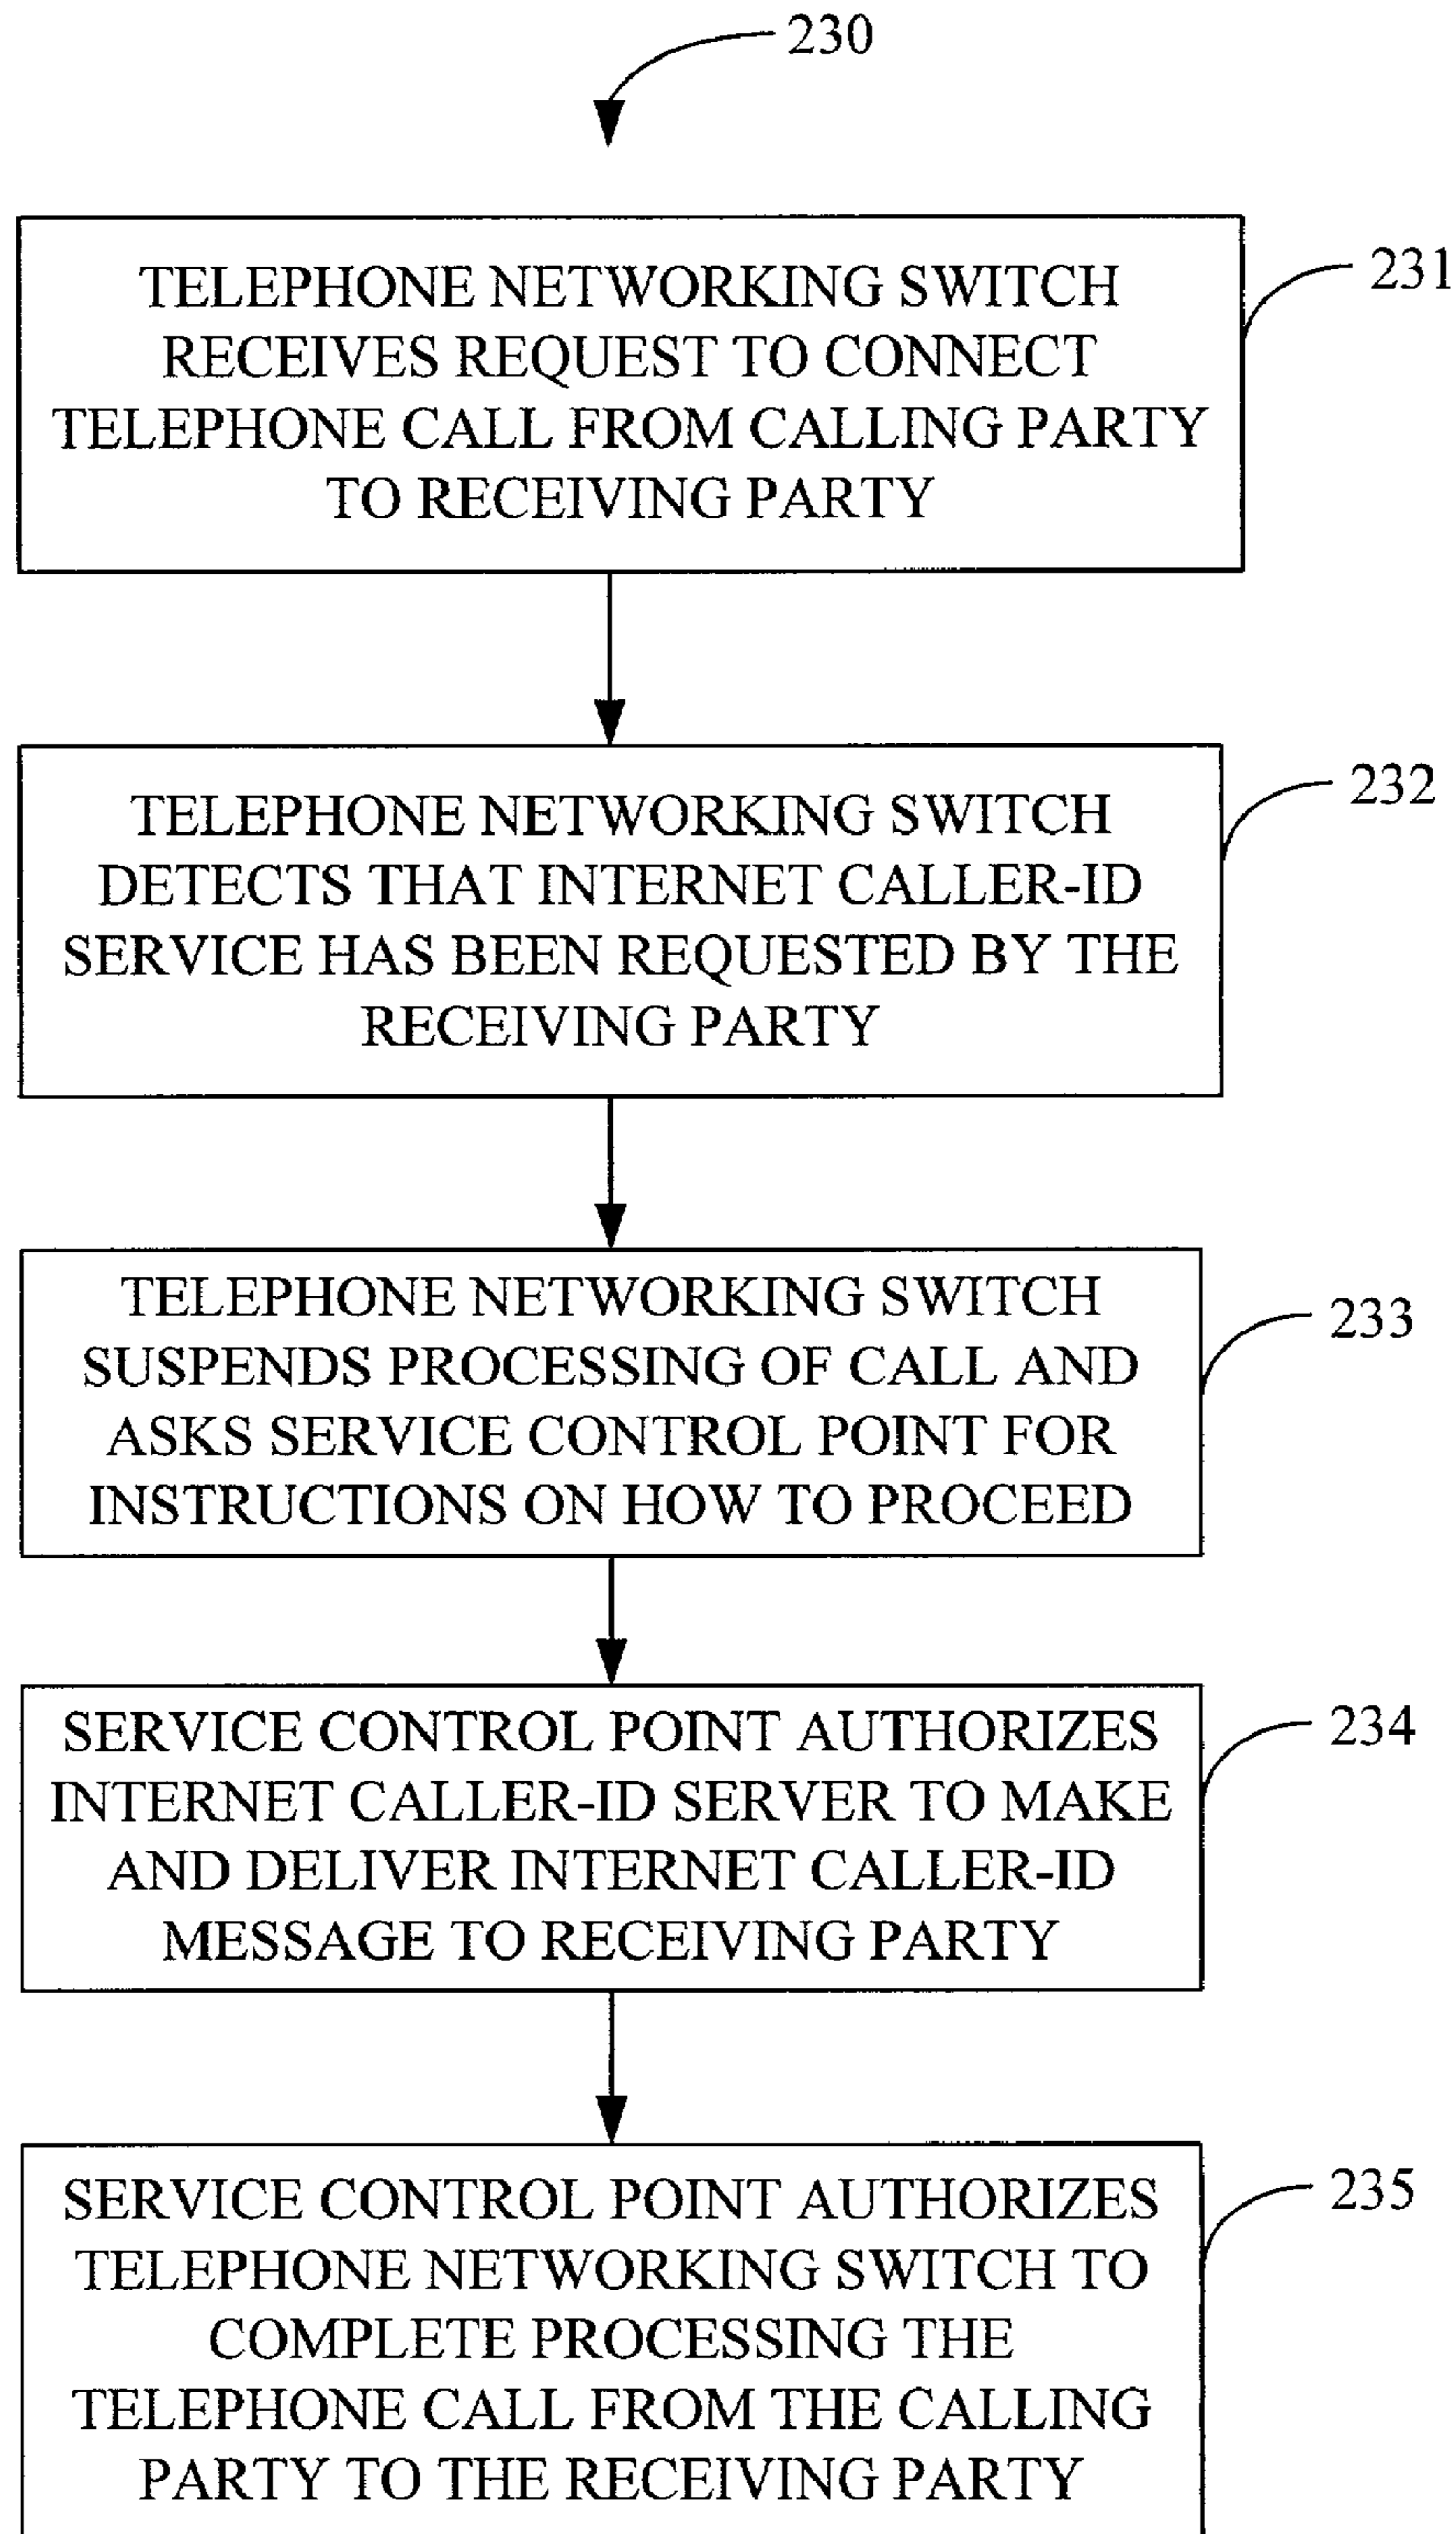 230
TELEPHONE NETWORKING SWITCH
RECEIVES REQUEST TO CONNECT
TELEPHONE CALL FROM CALLING PARTY
TO RECEIVING PARTY
231
TELEPHONE NETWORKING SWITCH
DETECTS THAT INTERNET CALLER-ID
SERVICE HAS BEEN REQUESTED BY THE
RECEIVING PARTY
232
TELEPHONE NETWORKING SWITCH
SUSPENDS PROCESSING OF CALL AND
ASKS SERVICE CONTROL POINT FOR
INSTRUCTIONS ON HOW TO PROCEED
233
SERVICE CONTROL POINT AUTHORIZES
INTERNET CALLER-ID SERVER TO MAKE
AND DELIVER INTERNET CALLER-ID
MESSAGE TO RECEIVING PARTY
234
SERVICE CONTROL POINT AUTHORIZES
TELEPHONE NETWORKING SWITCH TO
COMPLETE PROCESSING THE
TELEPHONE CALL FROM THE CALLING
PARTY TO THE RECEIVING PARTY
235